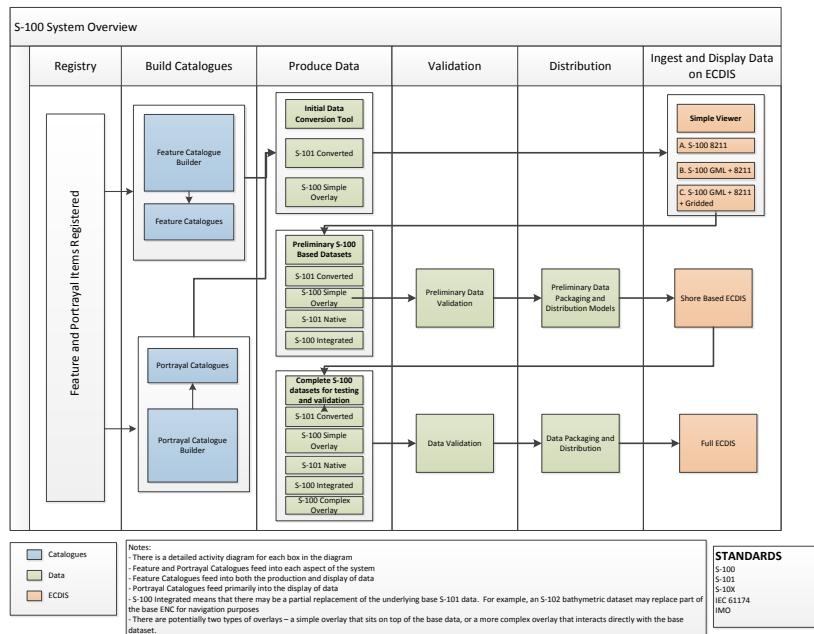 S-100 System Overview
Registry
Build Catalogues
Produce Data
Validation
Distribution
Ingest and Display Data
on ECDIS
Feature and Portrayal Items Registered
Feature Catalogue
Builder
Feature Catalogues
Portrayal Catalogues
Portrayal Catalogue
Builder
Initial Data
Conversion Tool
S-101 Converted
S-100 Simple
Overlay
Simple Viewer
A. S-100 8211
B. S-100 GML + 8211
C. S-100 GML + 8211
+ Gridded
Preliminary S-100
Based Datasets
S-101 Converted
S-100 Simple
Overlay
S-101 Native
S-100 Integrated
Preliminary Data
Validation
Preliminary Data
Packaging and
Distribution Models
Shore Based ECDIS
Complete S-100
datasets for testing
and validation
S-101 Converted
S-100 Simple
Overlay
S-101 Native
S-100 Integrated
S-100 Complex
Overlay
Data Validation
Data Packaging and
Distribution
Full ECDIS
Catalogues
Data
ECDIS
Notes:
- There is a detailed activity diagram for each box in the diagram
- Feature and Portrayal Catalogues feed into each aspect of the system
- Feature Catalogues feed into both the production and display of data
- Portrayal Catalogues feed primarily into the display of data
- S-100 Integrated means that there may be a partial replacement of the underlying base S-101 data. For example, an S-102 bathymetric dataset may replace part of
the base ENC for navigation purposes
- There are potentially two types of overlays – a simple overlay that sits on top of the base data, or a more complex overlay that interacts directly with the base
dataset.
STANDARDS
S-100
S-101
S-10X
IEC 61174
IMO